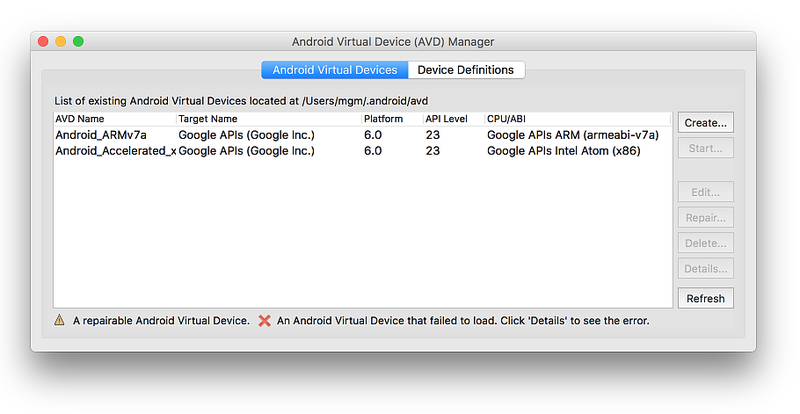 Android Virtual Device (AVD) Manager
Android Virtual Devices Device Definitions
List of existing Android Virtual Devices located at /Users/mgm/.android/avd
AVD Name Target Name Platform API Level CPU/ABI
Android_ARMv7a Google APIs (Google Inc.) 6.0 23 Google APIs ARM (armeabi-v7a)
Android_Accelerated_x Google APIs (Google Inc.) 6.0 23 Google APIs Intel Atom (x86)
Create...
Start...
Edit...
Repair...
Delete...
Details...
Refresh
A repairable Android Virtual Device. An Android Virtual Device that failed to load. Click 'Details' to see the error.